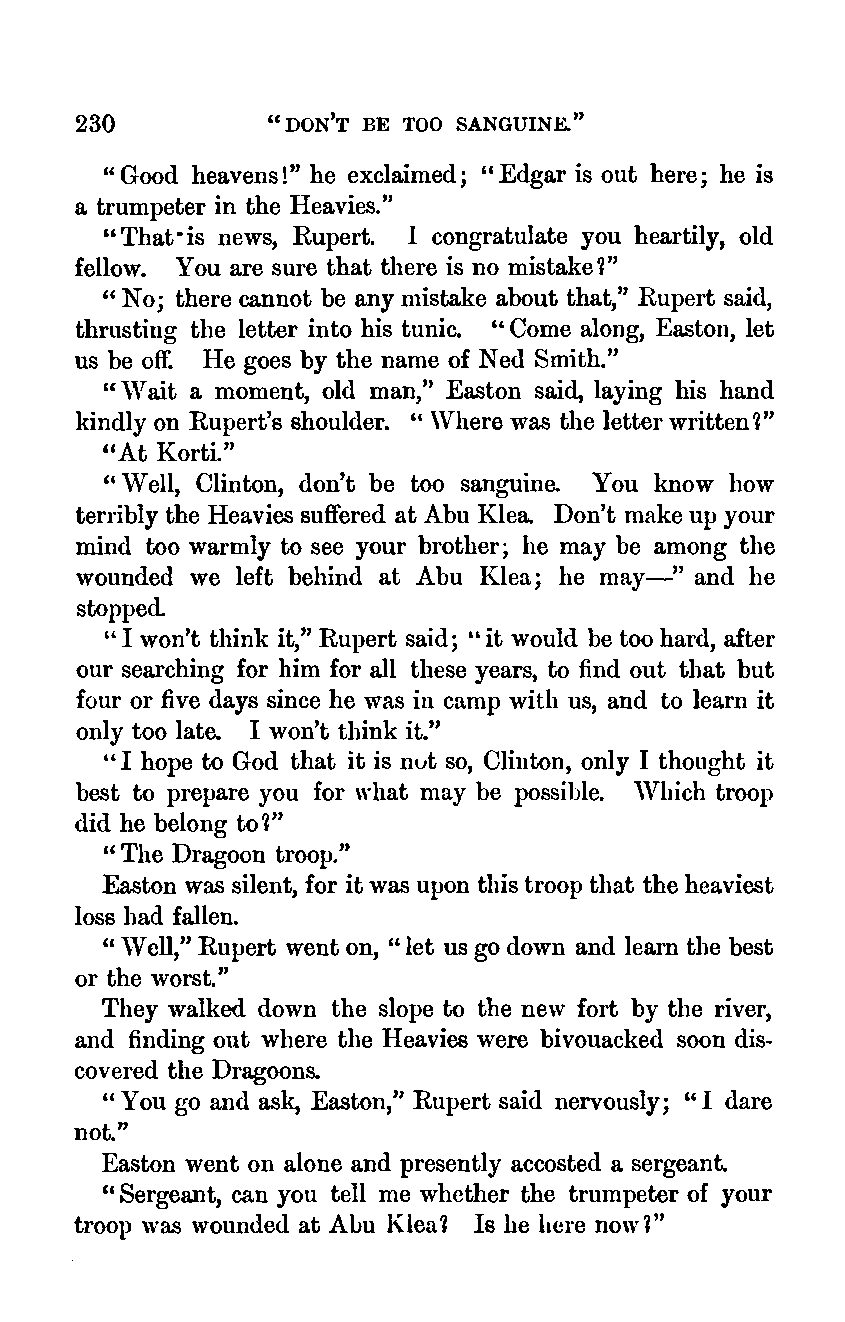 230 “DON’T BE TOO SANGUINE.”
“Good heavens!” he exclaimed; “Edgar is out here; he is
a trumpeter in the Heavies.”
“That is news, Rupert. I congratulate you heartily, old
fellow. You are sure that there is no mistake?”
“No; there cannot be any mistake about that,” Rupert said,
thrusting the letter into his tunic. “Come along, Easton, let
us be off. He goes by the name of Ned Smith.”
“Wait a moment, old man,” Easton said, laying his hand
kindly on Rupert’s shoulder. “Where was the letter written?”
“At Korti.”
“Well, Clinton, don’t be too sanguine. You know how
terribly the Heavies suffered at Abu Klea. Don’t make up your
mind too warmly to see your brother; he may be among the
wounded we left behind at Abu Klea; he may—” and he
stopped.
“I won’t think it,” Rupert said; “it would be too hard, after
our searching for him for all these years, to find out that but
four or five days since he was in camp with us, and to learn it
only too late. I won’t think it.”
“I hope to God that it is not so, Clinton, only I thought it
best to prepare you for what may be possible. Which troop
did he belong to?”
“The Dragoon troop.”
Easton was silent, for it was upon this troop that the heaviest
loss had fallen.
“Well,” Rupert went on, “let us go down and learn the best
or the worst.”
They walked down the slope to the new fort by the river,
and finding out where the Heavies were bivouacked soon dis-
covered the Dragoons.
“You go and ask, Easton,” Rupert said nervously; “I dare
not.”
Easton went on alone and presently accosted a sergeant.
“Sergeant, can you tell me whether the trumpeter of your
troop was wounded at Abu Klea? Is he here now?”